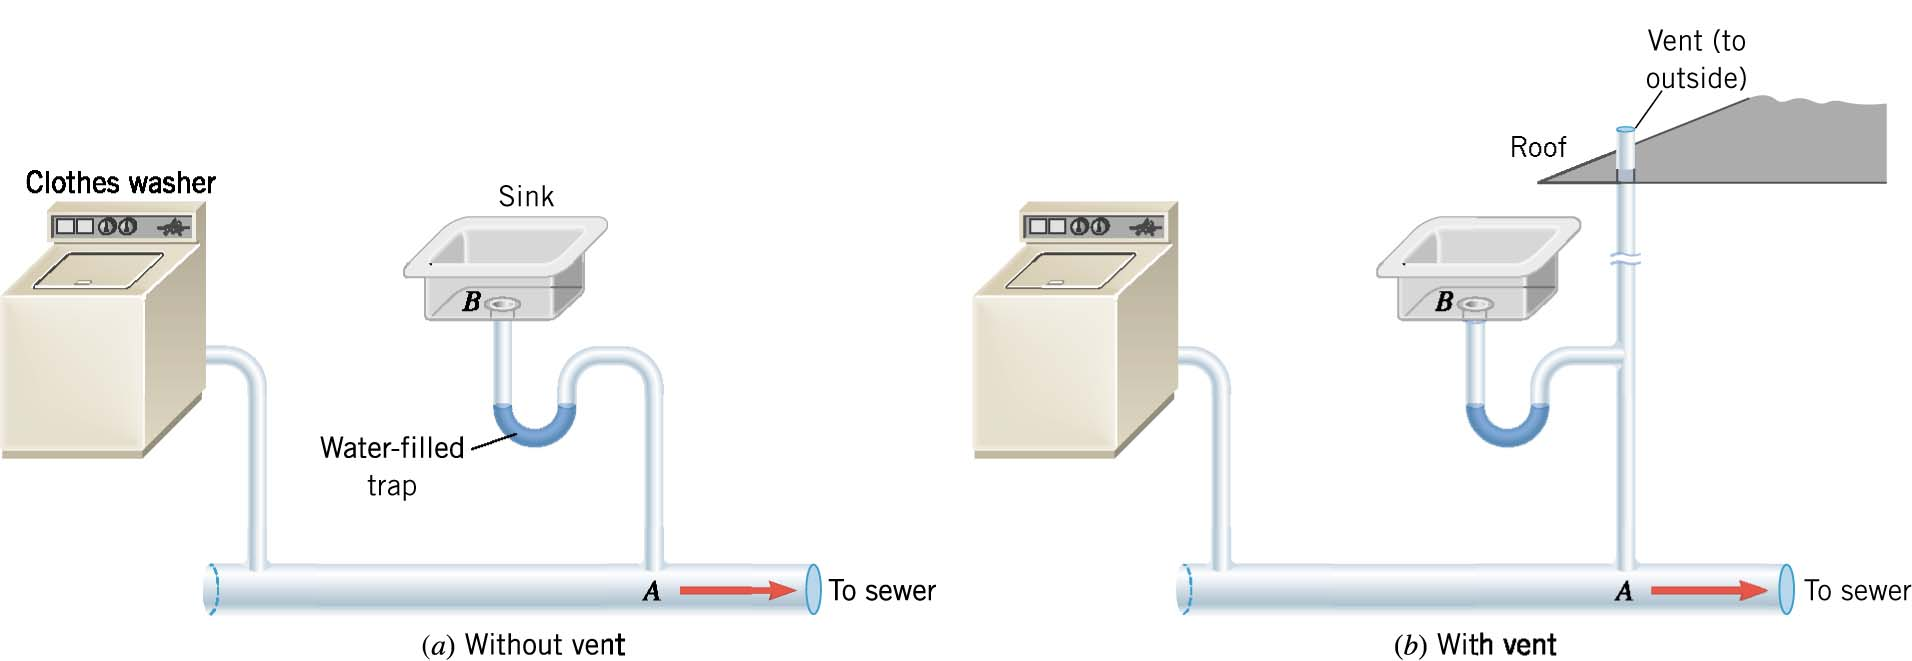 Clothes washer
Sink
B
Water-filled
trap
A
To sewer
(a) Without vent
Vent (to
outside)
Roof
B
A
To sewer
(b) With vent